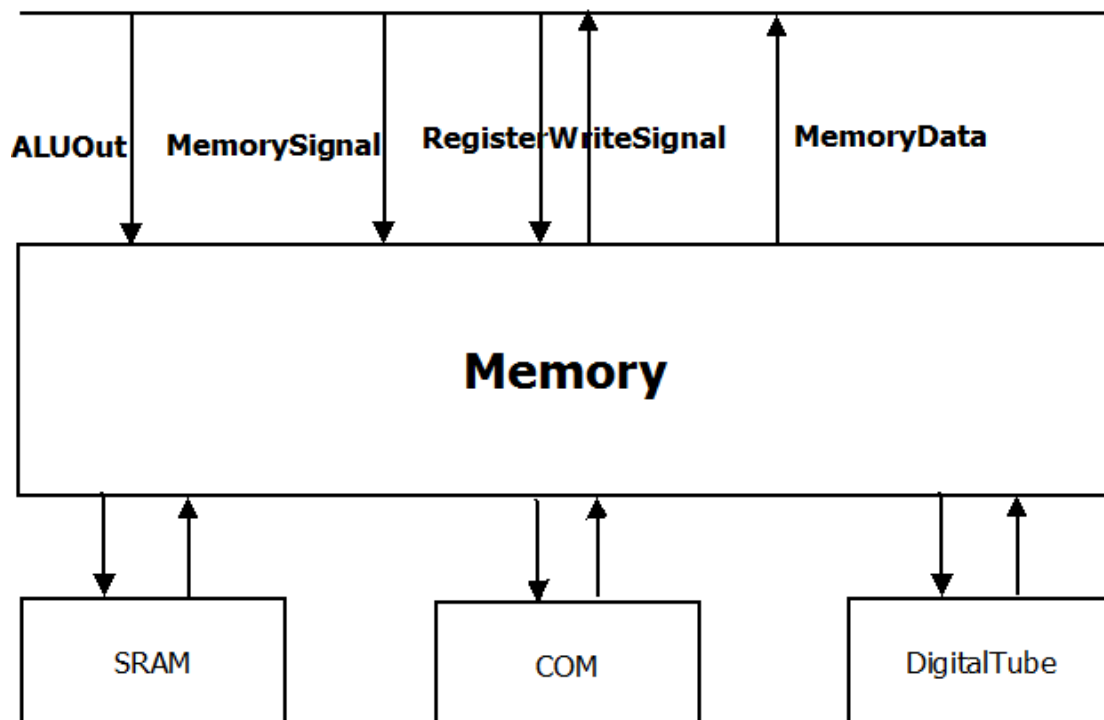 ALUOut
MemorySignal
RegisterWriteSignal
MemoryData
Memory
SRAM
COM
DigitalTube